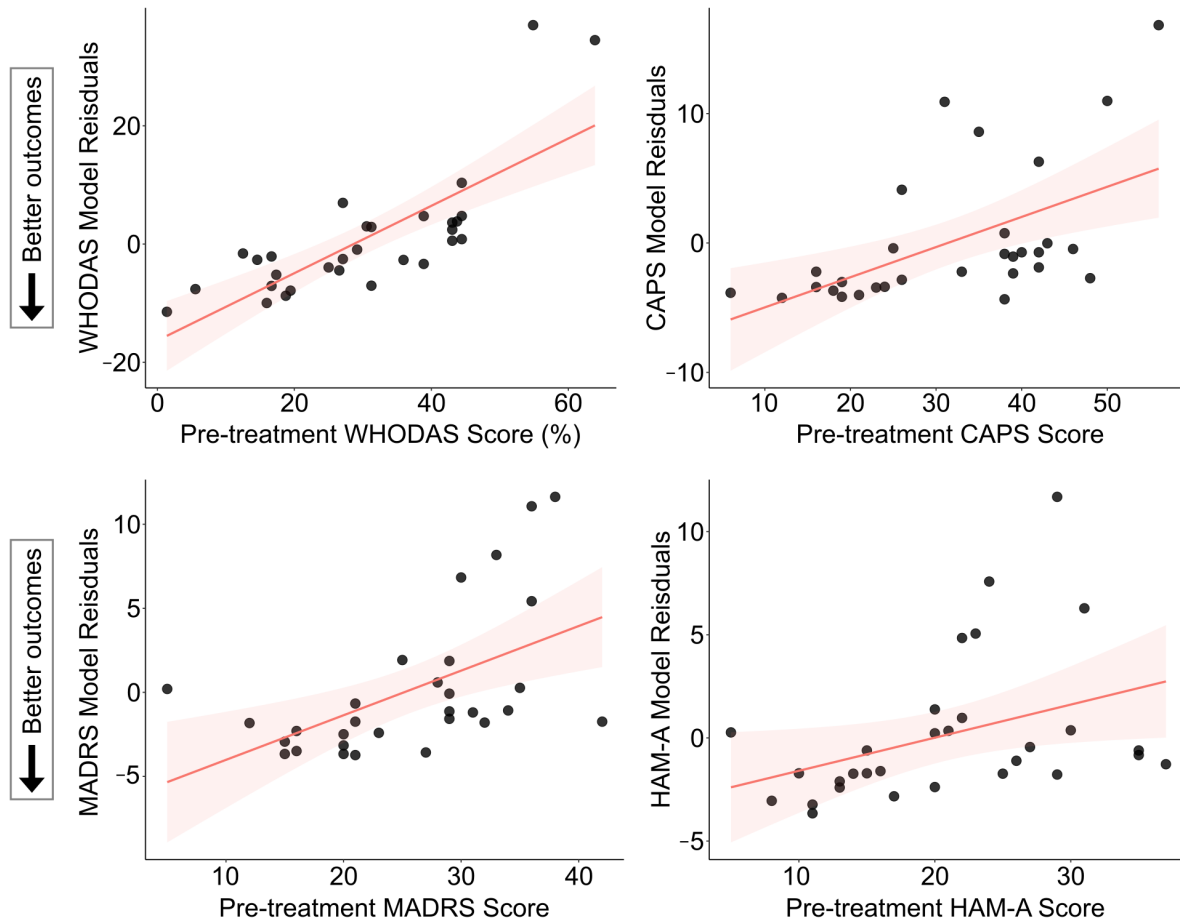 Better outcomes
WHODAS Model Reisduals
20
0
−20
0 20 40 60
Pre-treatment WHODAS Score (%)
CAPS Model Reisduals
10
0
−10
10 20 30 40 50
Pre-treatment CAPS Score
Better outcomes
MADRS Model Reisduals
10
5
0
−5
10 20 30 40
Pre-treatment MADRS Score
HAM-A Model Reisduals
10
5
0
−5
10 20 30
Pre-treatment HAM-A Score